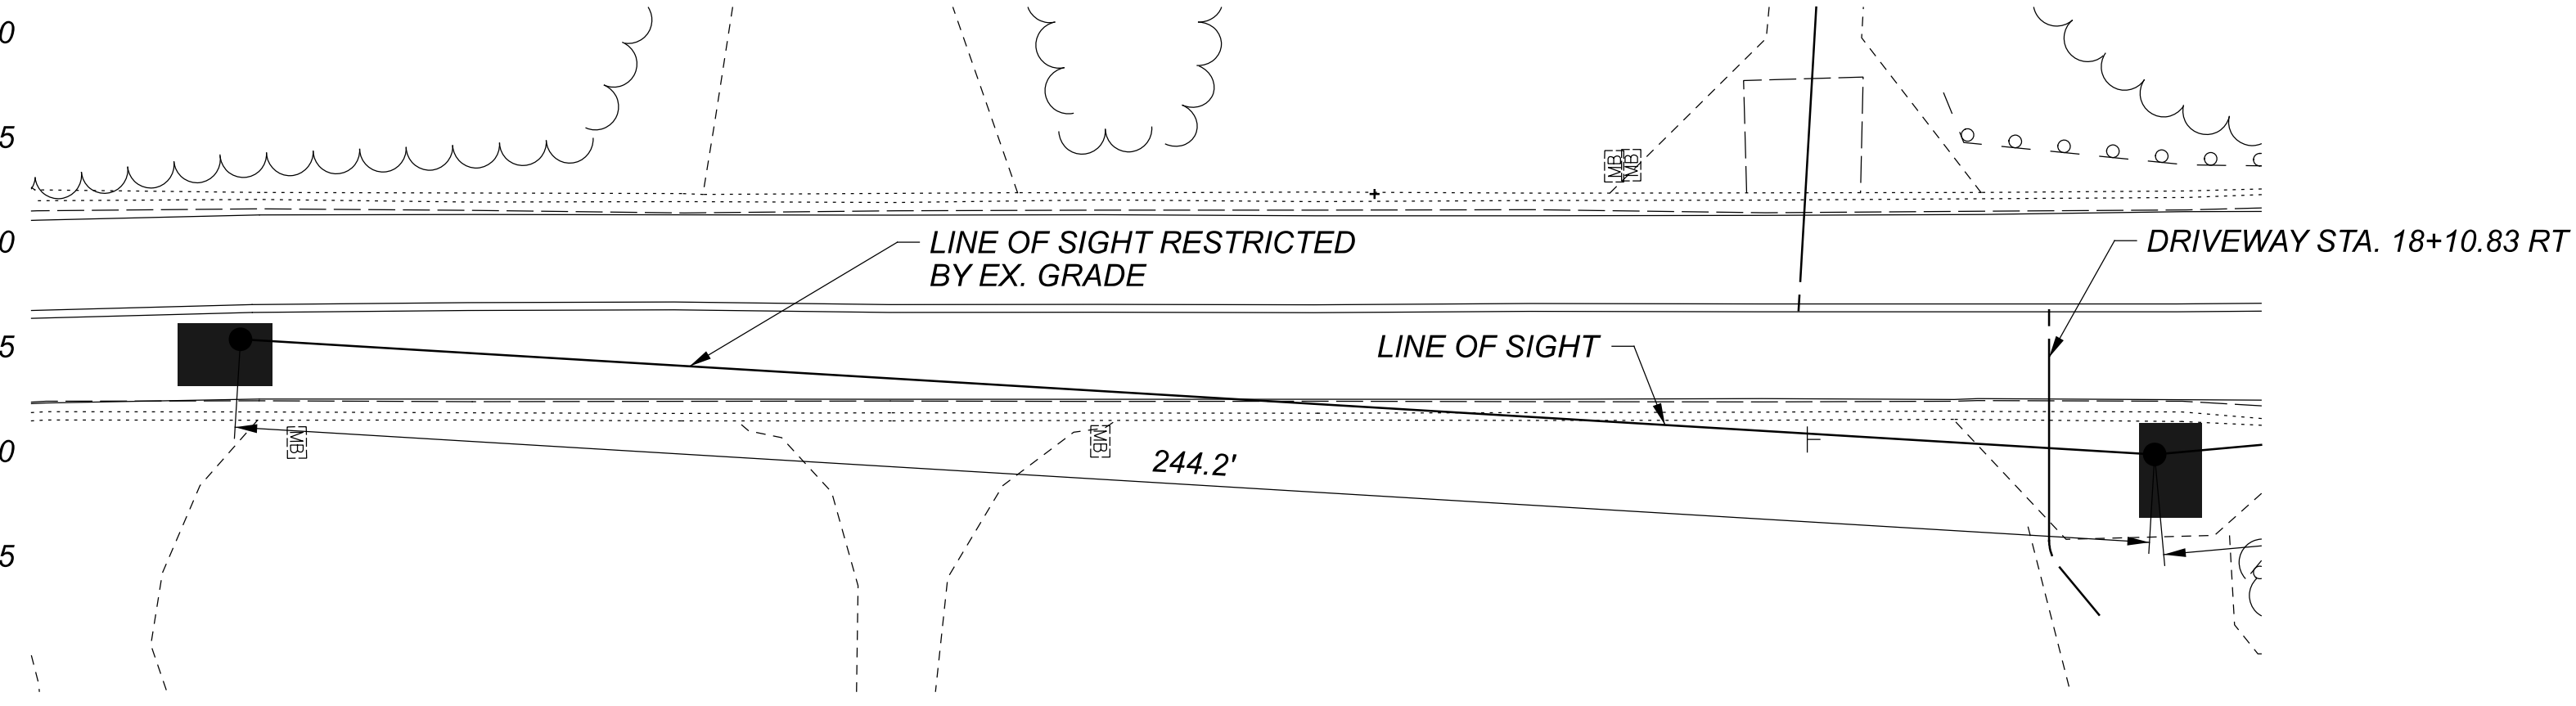 0
5
0
5
0
5
MB
MB
LINE OF SIGHT RESTRICTED
BY EX. GRADE
DRIVEWAY STA. 18+10.83 RT
LINE OF SIGHT
MB
MB
244.2'